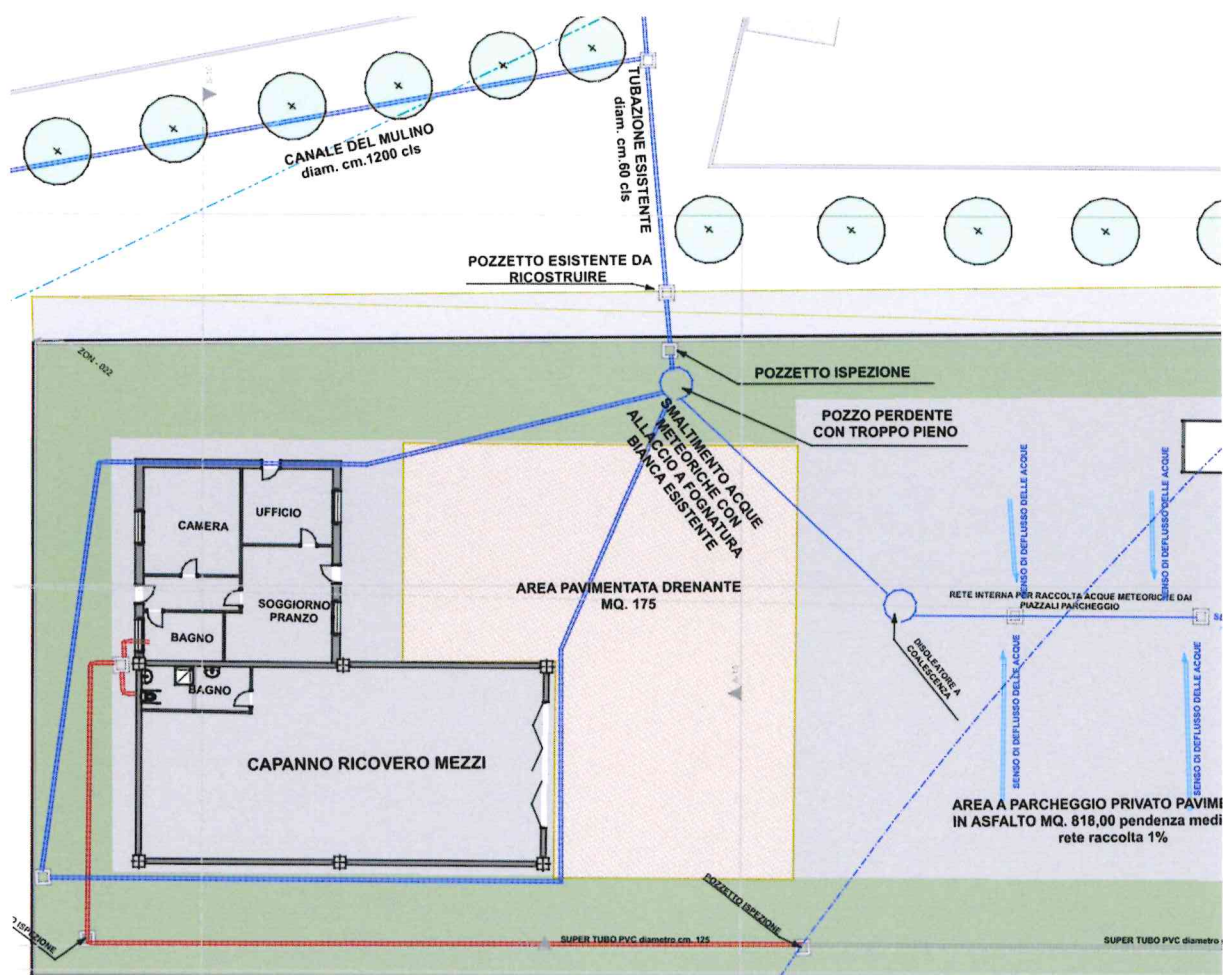 CANALE DEL MULINO
diam. cm.1200 cls
TUBAZIONE ESISTENTE
diam. cm.60 cls
POZZETTO ESISTENTE DA
RICOSTRUIRE
ZON - 022
POZZETTO ISPEZIONE
POZZO PERDENTE
CON TROPPO PIENO
SMALTIMENTO ACQUE
METEORICHE CON
ALLACCIO A FOGNATURA
BIANCA ESISTENTE
CAMERA
UFFICIO
SOGGIORNO
PRANZO
BAGNO
BAGNO
CAPANNO RICOVERO MEZZI
AREA PAVIMENTATA DRENANTE
MQ. 175
SENSO DI DEFLUSSO DELLE ACQUE
SENSO DI DEFLUSSO DELLE ACQUE
RETE INTERNA PER RACCOLTA ACQUE METEORICHE DAI
PIAZZALI PARCHEGGIO
DISOLEATORE A
COALESCENZA
SENSO DI DEFLUSSO DELLE ACQUE
SENSO DI DEFLUSSO DELLE ACQUE
AREA A PARCHEGGIO PRIVATO PAVIME
IN ASFALTO MQ. 818,00 pendenza medi
rete raccolta 1%
POZZETTO ISPEZIONE
O ISPEZIONE
SUPER TUBO PVC diametro cm. 125
SUPER TUBO PVC diametro